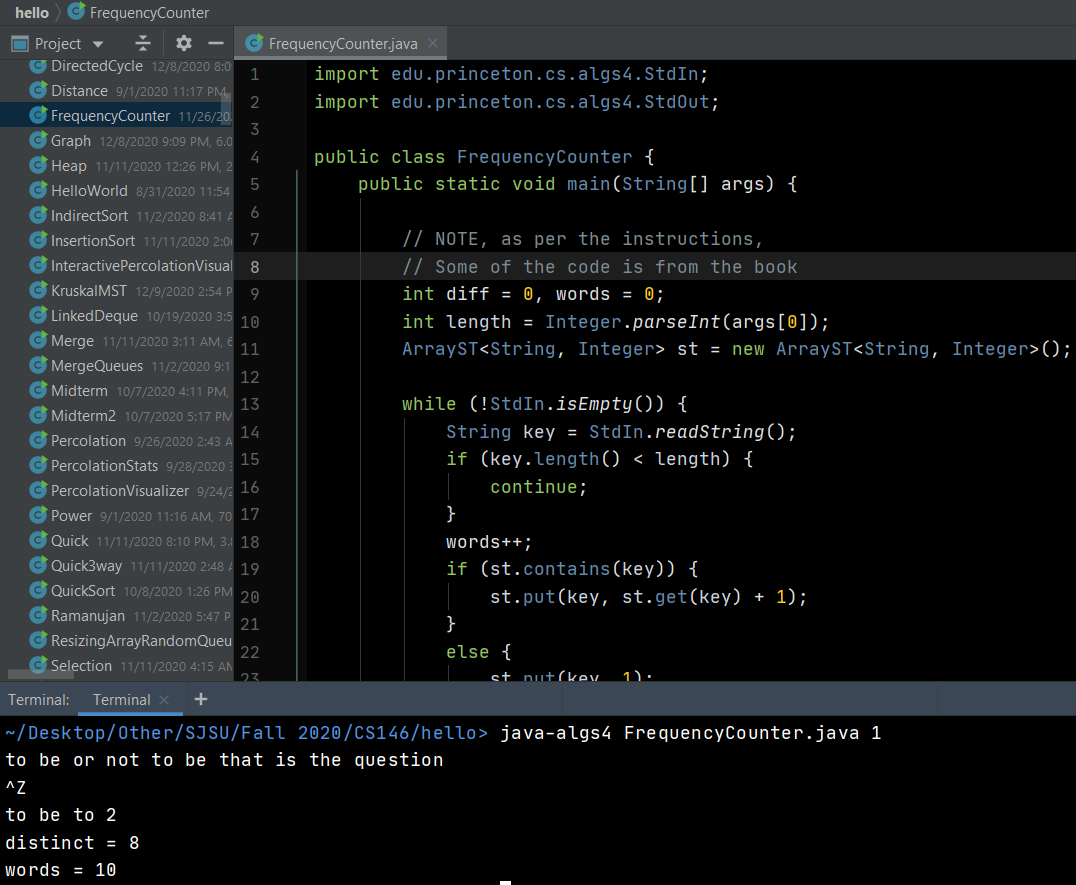 hello FrequencyCounter
Project
FrequencyCounter.java
DirectedCycle 12/8/2020 8:0
Distance 9/1/2020 11:17 PM,
FrequencyCounter 11/26/20
Graph 12/8/2020 9:09 PM, 6.0
Heap 11/11/2020 12:26 PM, 2
HelloWorld 8/31/2020 11:54
IndirectSort 11/2/2020 8:41 A
InsertionSort 11/11/2020 2:0
InteractivePercolationVisual
KruskalMST 12/9/2020 2:54 P
LinkedDeque 10/19/2020 3:5
Merge 11/11/2020 3:11 AM, 6
MergeQueues 11/2/2020 9:1
Midterm 10/7/2020 4:11 PM,
Midterm2 10/7/2020 5:17 PM
Percolation 9/26/2020 2:43 A
PercolationStats 9/28/2020
PercolationVisualizer 9/24/2
Power 9/1/2020 11:16 AM, 70
Quick 11/11/2020 8:10 PM, 3.
Quick3way 11/11/2020 2:48
QuickSort 10/8/2020 1:26 PM
Ramanujan 11/2/2020 5:47 P
ResizingArrayRandomQueu
Selection 11/11/2020 4:15 AM
1 import edu.princeton.cs.algs4.StdIn;
2 import edu.princeton.cs.algs4.StdOut;
3
4 public class FrequencyCounter {
5 public static void main(String[] args) {
6
7 // NOTE, as per the instructions,
8 // Some of the code is from the book
9 int diff = 0, words = 0;
10 int length = Integer.parseInt(args[0]);
11 ArrayST<String, Integer> st = new ArrayST<String, Integer>();
12
13 while (!StdIn.isEmpty()) {
14 String key = StdIn.readString();
15 if (key.length() < length) {
16 continue;
17 }
18 words++;
19 if (st.contains(key)) {
20 st.put(key, st.get(key) + 1);
21 }
22 else {
23 st.put(key, 1);
Terminal: Terminal
~/Desktop/Other/SJSU/Fall 2020/CS146/hello> java-algs4 FrequencyCounter.java 1
to be or not to be that is the question
^Z
to be to 2
distinct = 8
words = 10